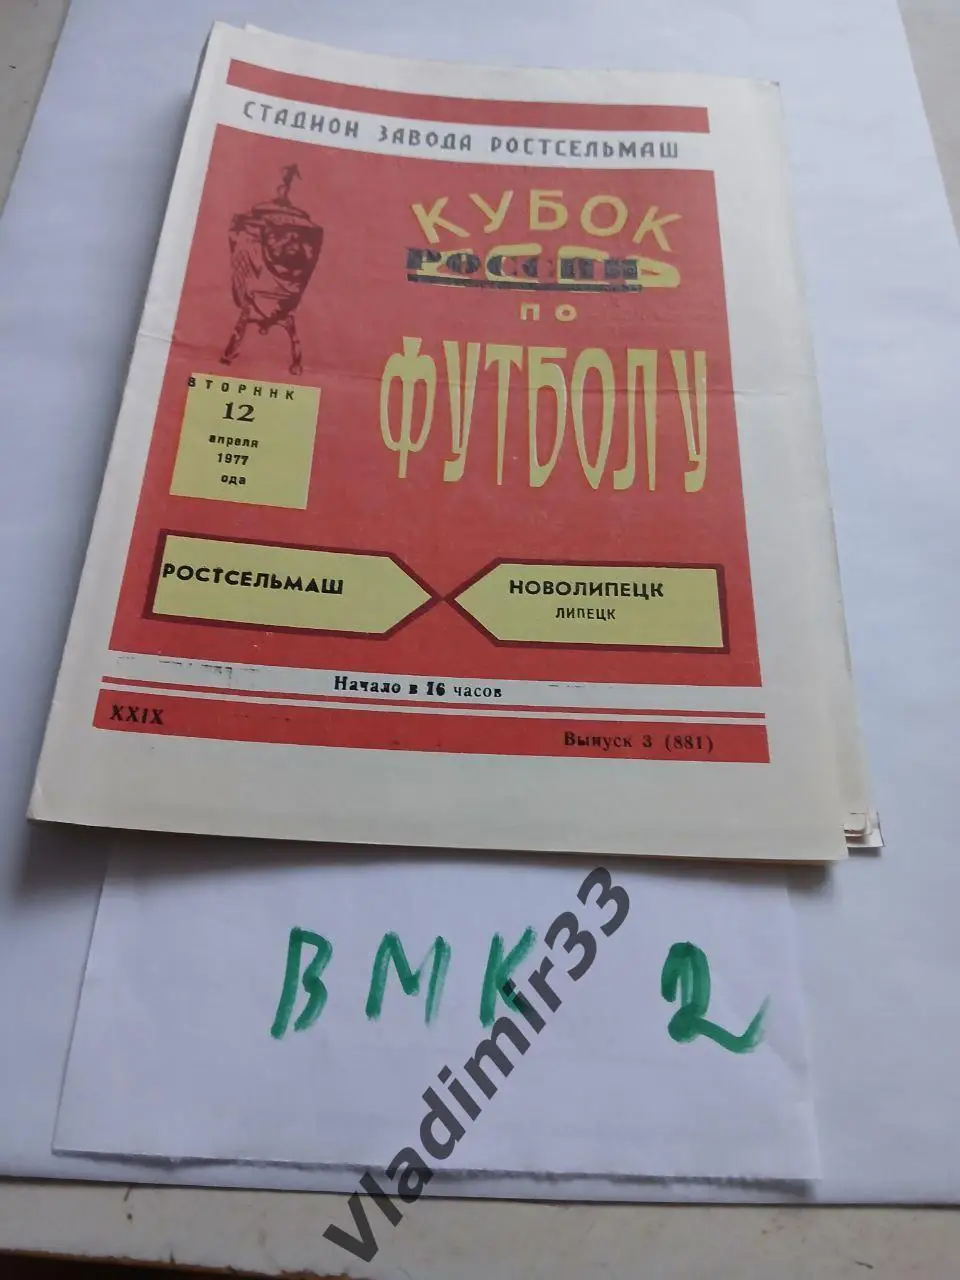 СТАДИОН ЗАВОДА РОСТСЕЛЬМАШ
КУБОК
РОССИИ
ПО
ФУТБОЛУ
ВТОРННК
12
апреля
1977
ода
РОСТСЕЛЬМАШ
НОВОЛИПЕЦК
ЛИПЕЦК
Начало в 16 часов
XXIX
Выпуск 3 (881)
ВМК 2
vladimir33